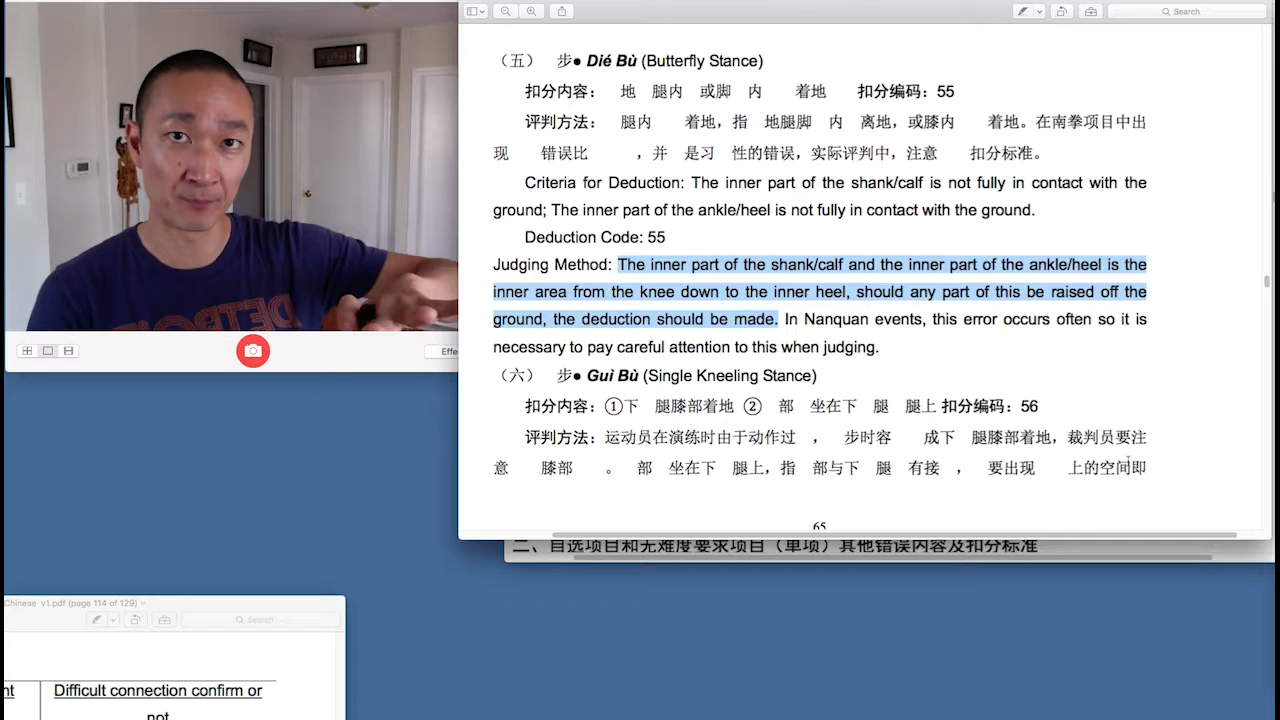 Search
（五） 步● Dié Bù (Butterfly Stance)
扣分内容： 地 腿内 或脚 内 着地 扣分编码：55
评判方法： 腿内 着地，指 地腿脚 内 离地，或膝内 着地。在南拳项目中出
现 错误比 ，并 是习 性的错误，实际评判中，注意 扣分标准。
Criteria for Deduction: The inner part of the shank/calf is not fully in contact with the
ground; The inner part of the ankle/heel is not fully in contact with the ground.
Deduction Code: 55
Judging Method: The inner part of the shank/calf and the inner part of the ankle/heel is the
inner area from the knee down to the inner heel, should any part of this be raised off the
ground, the deduction should be made. In Nanquan events, this error occurs often so it is
necessary to pay careful attention to this when judging.
（六） 步● Guì Bù (Single Kneeling Stance)
扣分内容：①下 腿膝部着地 ② 部 坐在下 腿 腿上 扣分编码：56
评判方法：运动员在演练时由于动作过 ， 步时容 成下 腿膝部着地，裁判员要注
意 膝部 。 部 坐在下 腿上，指 部与下 腿 有接 ， 要出现 上的空间即
65
二、自选项目和无难度要求项目（单项）其他错误内容及扣分标准
DETROIT
Effe
Chinese v1.pdf (page 114 of 129)
Search
nt
Difficult connection confirm or
not